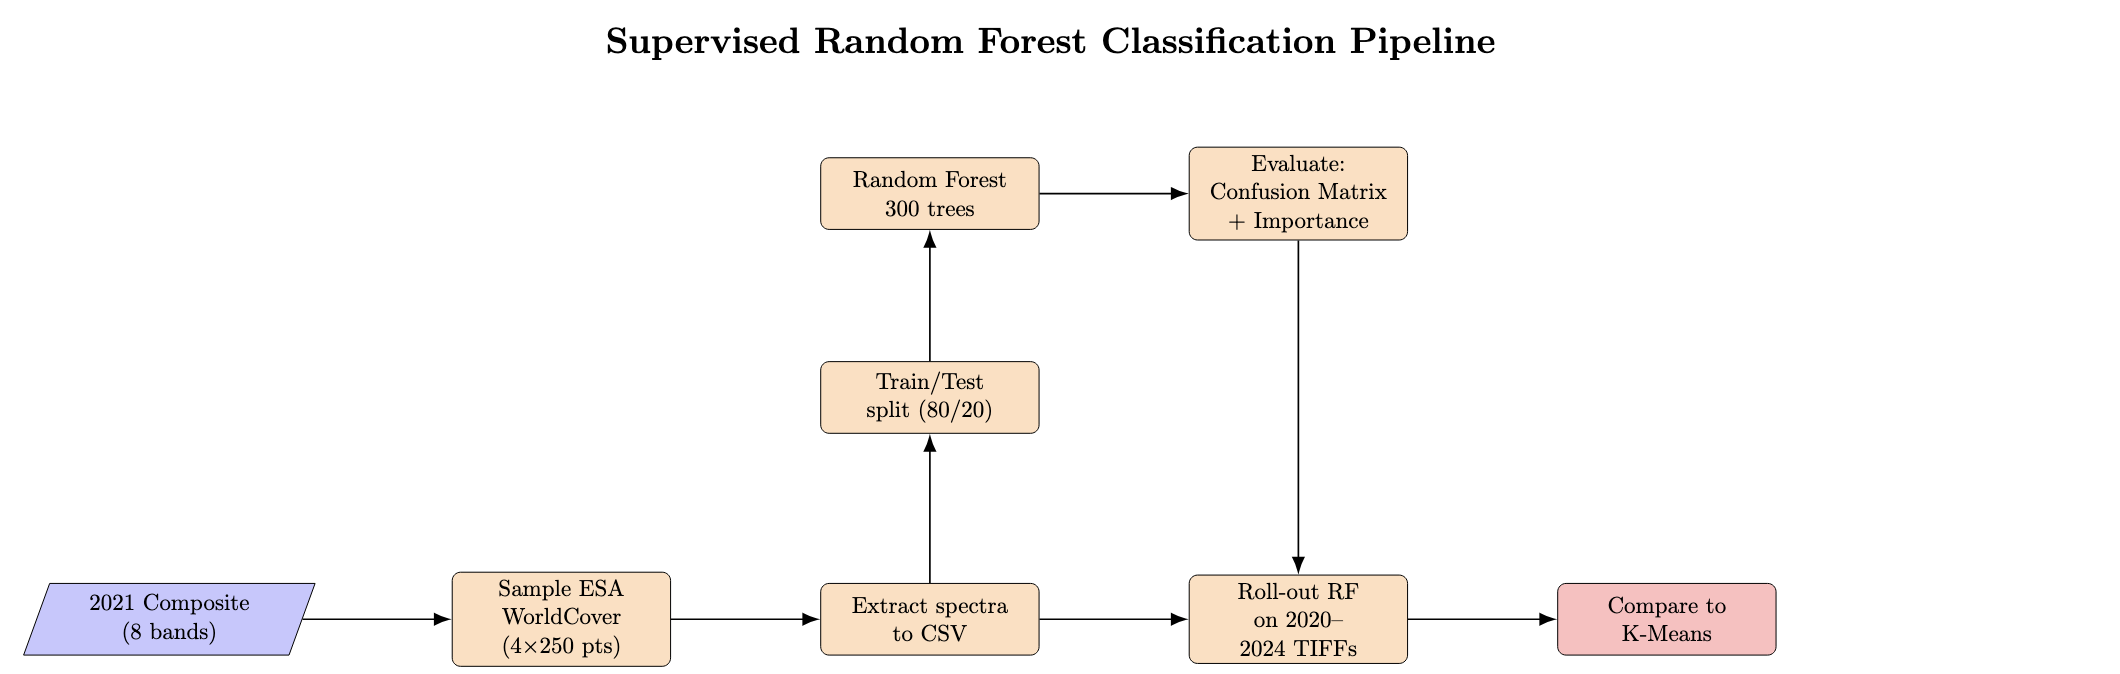 Supervised Random Forest Classification Pipeline
Random Forest
300 trees
Evaluate:
Confusion Matrix
+ Importance
Train/Test
split (80/20)
2021 Composite
(8 bands)
Sample ESA
WorldCover
(4×250 pts)
Extract spectra
to CSV
Roll-out RF
on 2020–
2024 TIFFs
Compare to
K-Means